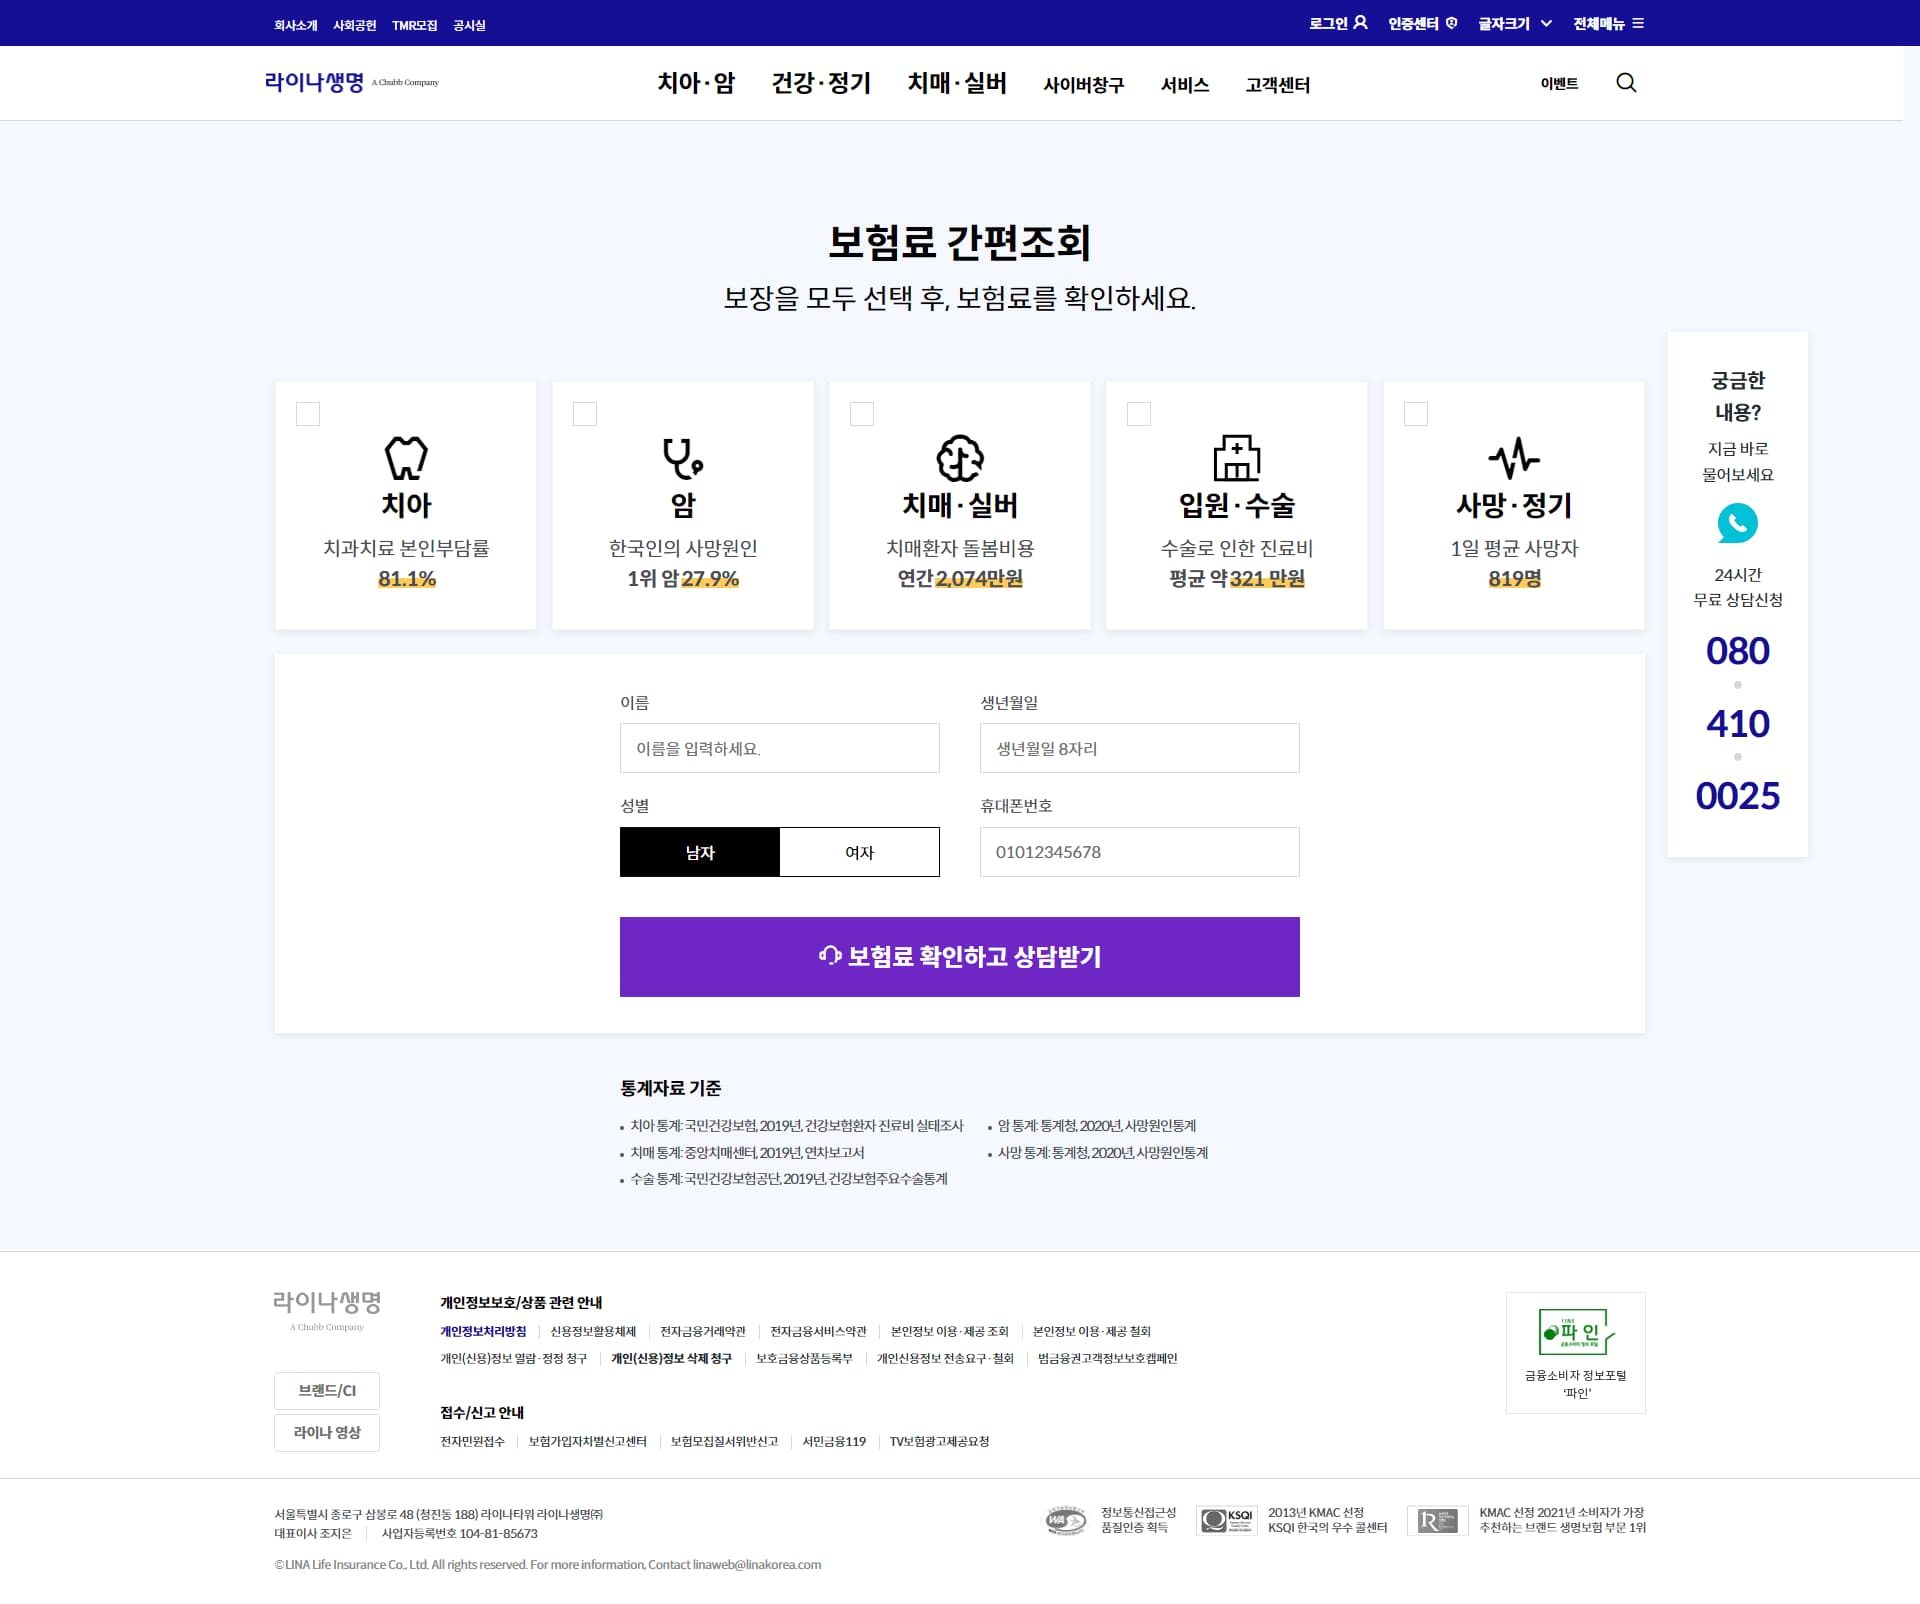 회사소개 사회공헌 TMR모집 공시실
로그인 인증센터 글자크기 전체메뉴
라이나생명 A Chubb Company
치아·암 건강·정기 치매·실버 사이버창구 서비스 고객센터
이벤트
보험료 간편조회
보장을 모두 선택 후, 보험료를 확인하세요.
치아
치과치료 본인부담률
81.1%
암
한국인의 사망원인
1위 암 27.9%
치매·실버
치매환자 돌봄비용
연간 2,074만원
입원·수술
수술로 인한 진료비
평균 약 321 만원
사망·정기
1일 평균 사망자
819명
궁금한
내용?
지금 바로
물어보세요
24시간
무료 상담신청
080
410
0025
이름
이름을 입력하세요.
생년월일
생년월일 8자리
성별
남자 여자
휴대폰번호
01012345678
보험료 확인하고 상담받기
통계자료 기준
치아 통계: 국민건강보험, 2019년, 건강보험환자 진료비 실태조사
암 통계: 통계청, 2020년, 사망원인통계
치매 통계: 중앙치매센터, 2019년, 연차보고서
사망 통계: 통계청, 2020년, 사망원인통계
수술 통계: 국민건강보험공단, 2019년, 건강보험주요수술통계
라이나생명
A Chubb Company
브랜드/CI
라이나 영상
개인정보보호/상품 관련 안내
개인정보처리방침 신용정보활용체제 전자금융거래약관 전자금융서비스약관 본인정보 이용·제공 조회 본인정보 이용·제공 철회
개인(신용)정보 열람·정정 청구 개인(신용)정보 삭제 청구 보호금융상품등록부 개인신용정보 전송요구·철회 범금융권고객정보보호캠페인
접수/신고 안내
전자민원접수 보험가입자차별신고센터 보험모집질서위반신고 서민금융119 TV보험광고제공요청
파인
금융소비자 정보포털
‘파인’
서울특별시 종로구 삼봉로 48 (청진동 188) 라이나타워 라이나생명㈜
대표이사 조지은 사업자등록번호 104-81-85673
©LINA Life Insurance Co., Ltd. All rights reserved. For more information, Contact linaweb@linakorea.com
WA
정보통신접근성
품질인증 획득
KSQI
2013년 KMAC 선정
KSQI 한국의 우수 콜센터
KMAC 선정 2021년 소비자가 가장
추천하는 브랜드 생명보험 부문 1위